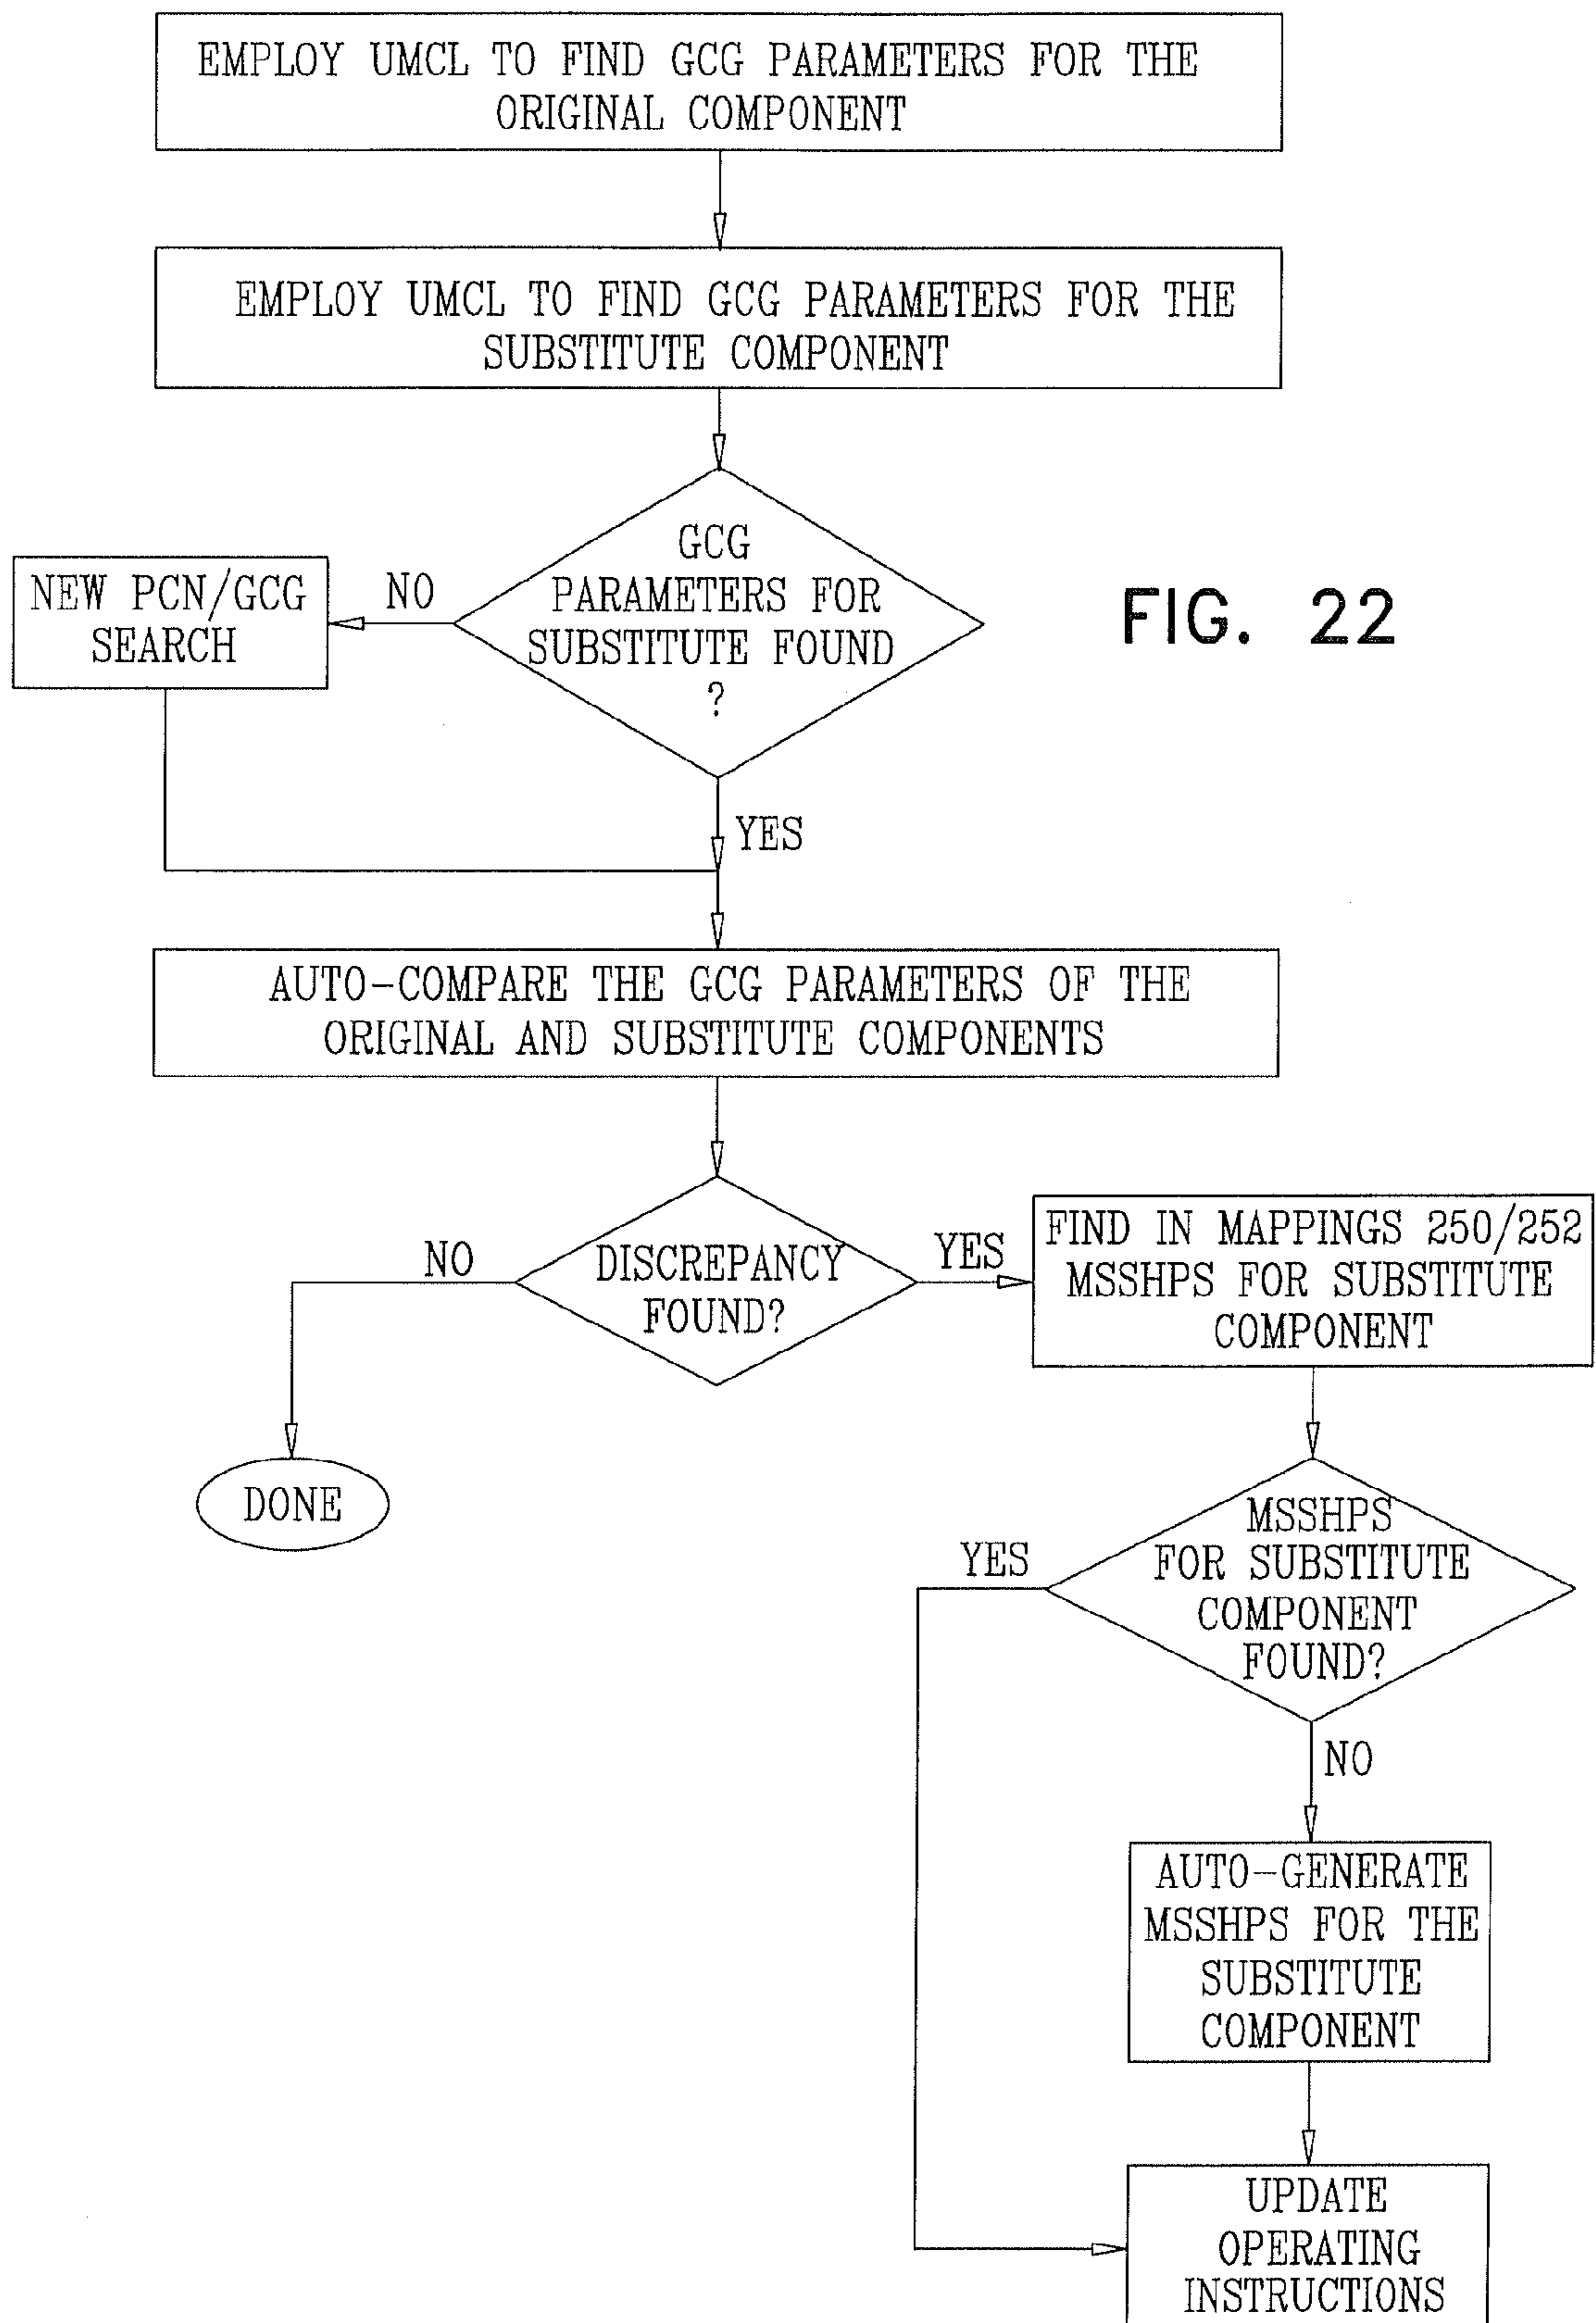 EMPLOY UMCL TO FIND GCG PARAMETERS FOR THE
ORIGINAL COMPONENT
EMPLOY UMCL TO FIND GCG PARAMETERS FOR THE
SUBSTITUTE COMPONENT
GCG
PARAMETERS FOR
SUBSTITUTE FOUND
?
NO
NEW PCN/GCG
SEARCH
FIG. 22
YES
AUTO-COMPARE THE GCG PARAMETERS OF THE
ORIGINAL AND SUBSTITUTE COMPONENTS
DISCREPANCY
FOUND?
NO
YES
DONE
FIND IN MAPPINGS 250/252
MSSHPS FOR SUBSTITUTE
COMPONENT
MSSHPS
FOR SUBSTITUTE
COMPONENT
FOUND?
YES
NO
AUTO-GENERATE
MSSHPS FOR THE
SUBSTITUTE
COMPONENT
UPDATE
OPERATING
INSTRUCTIONS